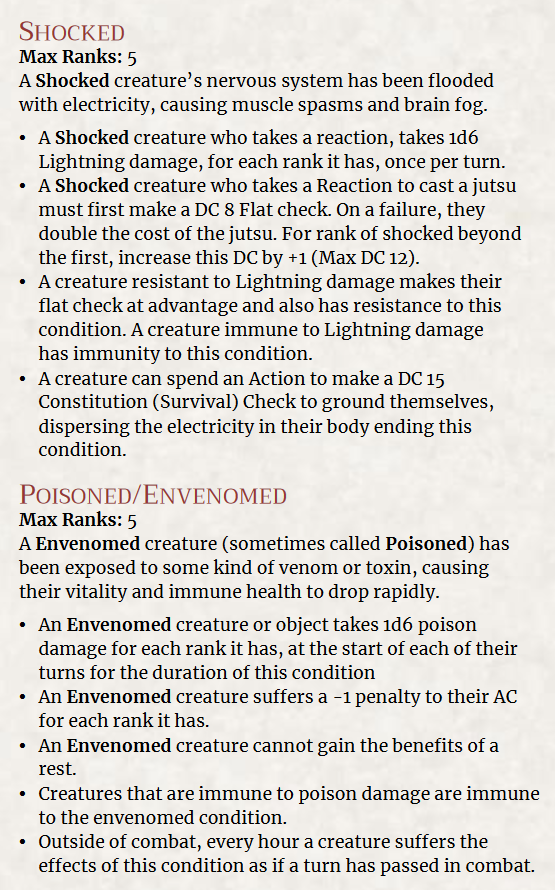 SHOCKED
Max Ranks: 5
A Shocked creature's nervous system has been flooded
with electricity, causing muscle spasms and brain fog.
• A Shocked creature who takes a reaction, takes 1d6
Lightning damage, for each rank it has, once per turn.
• A Shocked creature who takes a Reaction to cast a jutsu
must first make a DC 8 Flat check. On a failure, they
double the cost of the jutsu. For rank of shocked beyond
the first, increase this DC by +1 (Max DC 12).
• A creature resistant to Lightning damage makes their
flat check at advantage and also has resistance to this
condition. A creature immune to Lightning damage
has immunity to this condition.
• A creature can spend an Action to make a DC 15
Constitution (Survival) Check to ground themselves,
dispersing the electricity in their body ending this
condition.
POISONED/ENVENOMED
Max Ranks: 5
A Envenomed creature (sometimes called Poisoned) has
been exposed to some kind of venom or toxin, causing
their vitality and immune health to drop rapidly.
• An Envenomed creature or object takes 1d6 poison
damage for each rank it has, at the start of each of their
turns for the duration of this condition
• An Envenomed creature suffers a -1 penalty to their AC
for each rank it has.
• An Envenomed creature cannot gain the benefits of a
rest.
• Creatures that are immune to poison damage are immune
to the envenomed condition.
• Outside of combat, every hour a creature suffers the
effects of this condition as if a turn has passed in combat.